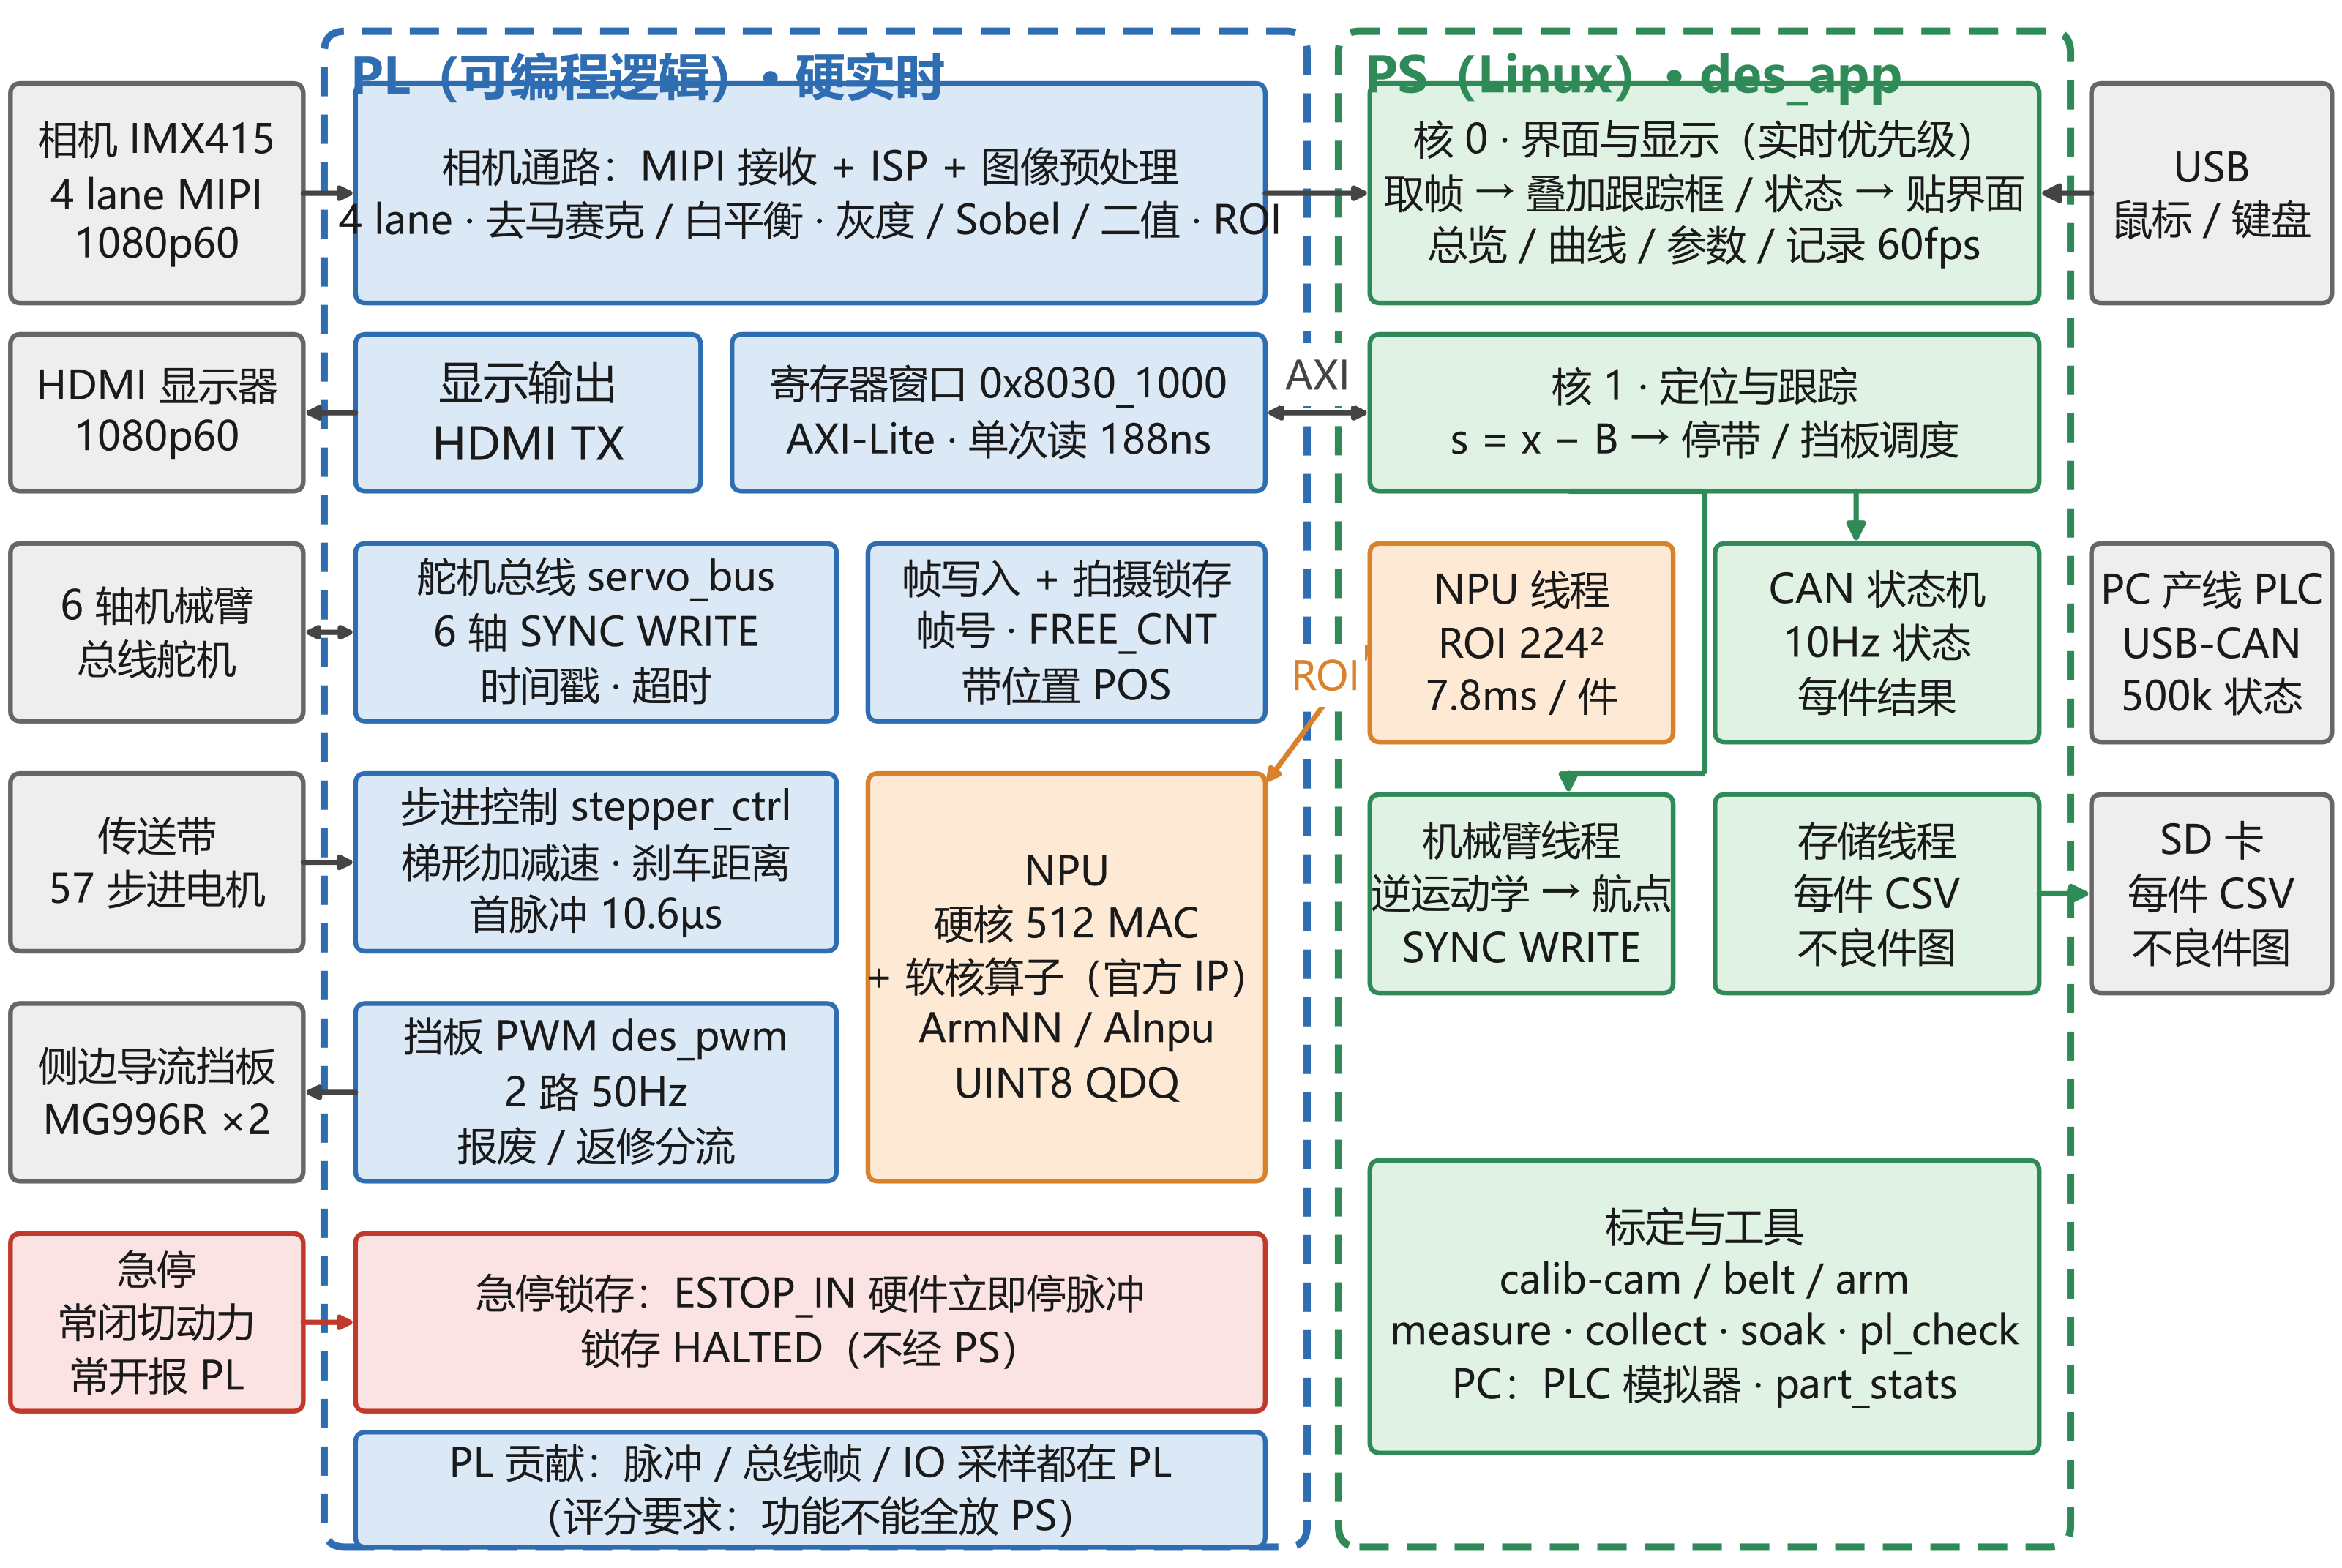 PL（可编程逻辑）· 硬实时
PS（Linux）· des_app
相机 IMX415
4 lane MIPI
1080p60
相机通路：MIPI 接收 + ISP + 图像预处理
4 lane · 去马赛克 / 白平衡 · 灰度 / Sobel / 二值 · ROI
核 0 · 界面与显示（实时优先级）
取帧 → 叠加跟踪框 / 状态 → 贴界面
总览 / 曲线 / 参数 / 记录 60fps
USB
鼠标 / 键盘
HDMI 显示器
1080p60
显示输出
HDMI TX
寄存器窗口 0x8030_1000
AXI-Lite · 单次读 188ns
AXI
核 1 · 定位与跟踪
s = x − B → 停带 / 挡板调度
6 轴机械臂
总线舵机
舵机总线 servo_bus
6 轴 SYNC WRITE
时间戳 · 超时
帧写入 + 拍摄锁存
帧号 · FREE_CNT
带位置 POS
ROI
NPU 线程
ROI 224²
7.8ms / 件
CAN 状态机
10Hz 状态
每件结果
PC 产线 PLC
USB-CAN
500k 状态
传送带
57 步进电机
步进控制 stepper_ctrl
梯形加减速 · 刹车距离
首脉冲 10.6µs
NPU
硬核 512 MAC
+ 软核算子（官方 IP）
ArmNN / AInpu
UINT8 QDQ
机械臂线程
逆运动学 → 航点
SYNC WRITE
存储线程
每件 CSV
不良件图
SD 卡
每件 CSV
不良件图
侧边导流挡板
MG996R ×2
挡板 PWM des_pwm
2 路 50Hz
报废 / 返修分流
急停
常闭切动力
常开报 PL
急停锁存：ESTOP_IN 硬件立即停脉冲
锁存 HALTED（不经 PS）
标定与工具
calib-cam / belt / arm
measure · collect · soak · pl_check
PC：PLC 模拟器 · part_stats
PL 贡献：脉冲 / 总线帧 / IO 采样都在 PL
（评分要求：功能不能全放 PS）